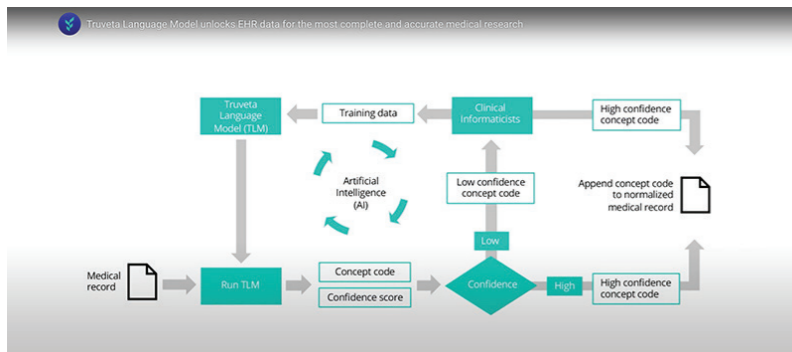 Truveta Language Model unlocks EHR data for the most complete and accurate medical research
Truveta
Language
Model (TLM)
Training data
Clinical
Informaticists
High confidence
concept code
Artificial
Intelligence
(AI)
Low confidence
concept code
Append concept code
to normalized
medical record
Low
Medical
record
Run TLM
Concept code
Confidence score
Confidence
High
High confidence
concept code